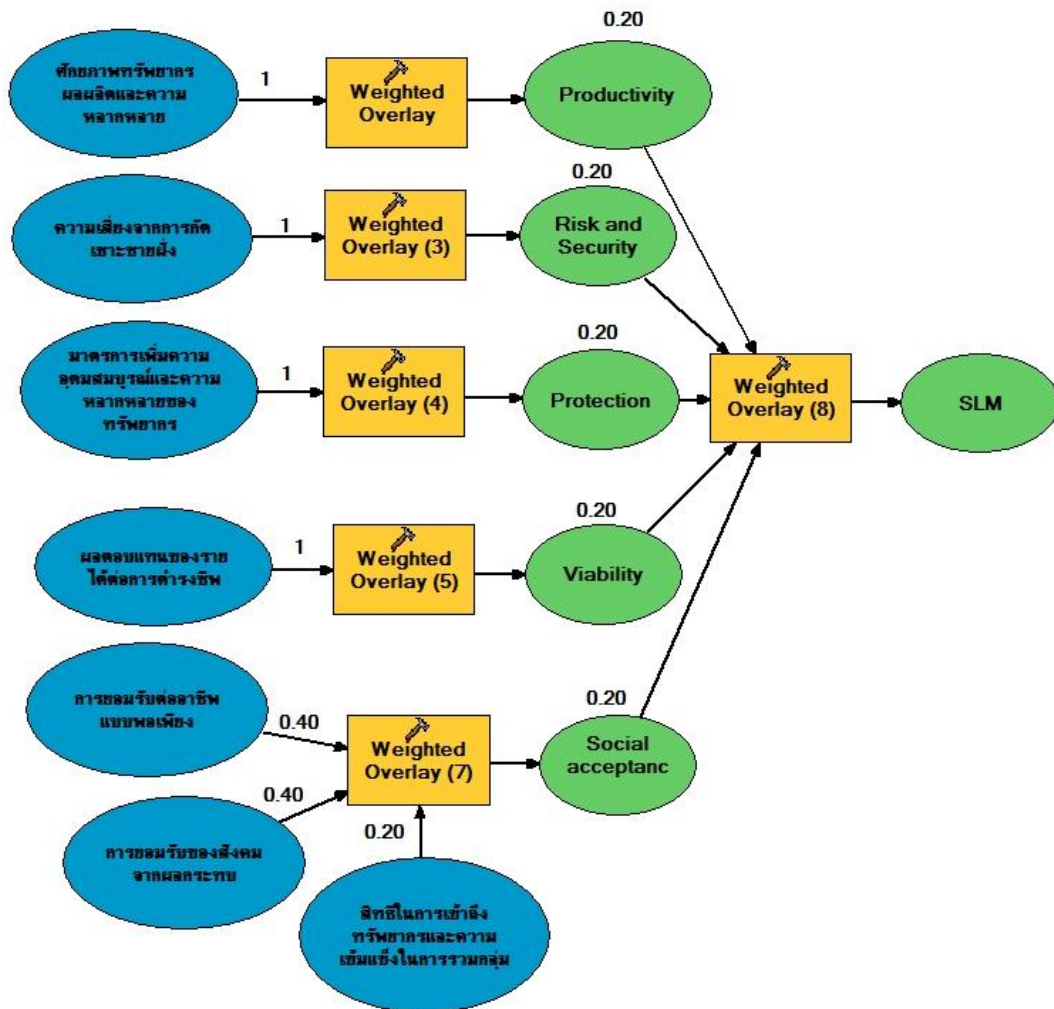 0.20
ศักยภาพทรัพยากร
ผลผลิตและความ
หลากหลาย
1
Weighted
Overlay
Productivity
0.20
ความเสี่ยงจากการกัด
เซาะชายฝั่ง
1
Weighted
Overlay (3)
Risk and
Security
0.20
มาตรการเพิ่มความ
อุดมสมบูรณ์และความ
หลากหลายของ
ทรัพยากร
1
Weighted
Overlay (4)
Protection
Weighted
Overlay (8)
SLM
0.20
ผลตอบแทนของราย
ได้ต่อการดำรงชีพ
1
Weighted
Overlay (5)
Viability
การยอมรับต่ออาชีพ
แบบพอเพียง
0.40
0.20
Weighted
Overlay (7)
Social
acceptanc
0.40
การยอมรับของสังคม
จากผลกระทบ
0.20
สิทธิในการเข้าถึง
ทรัพยากรและความ
เข้มแข็งในการรวมกลุ่ม